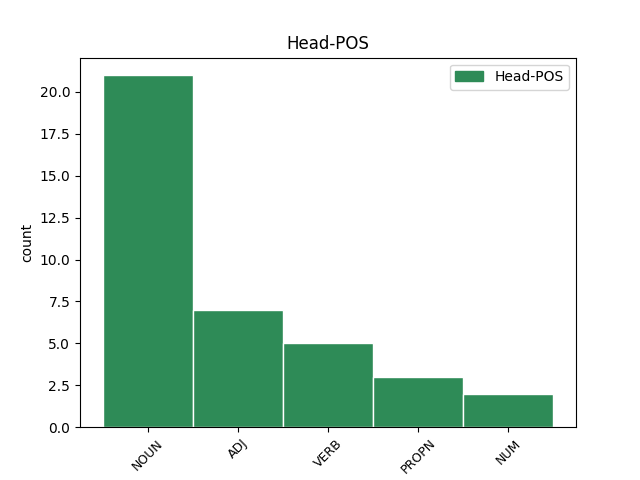 Head-POS
Head-POS
20.0
17.5
15.0
12.5
10.0
7.5
5.0
2.5
0.0
count
NOUN
ADJ
VERB
PROPN
NUM